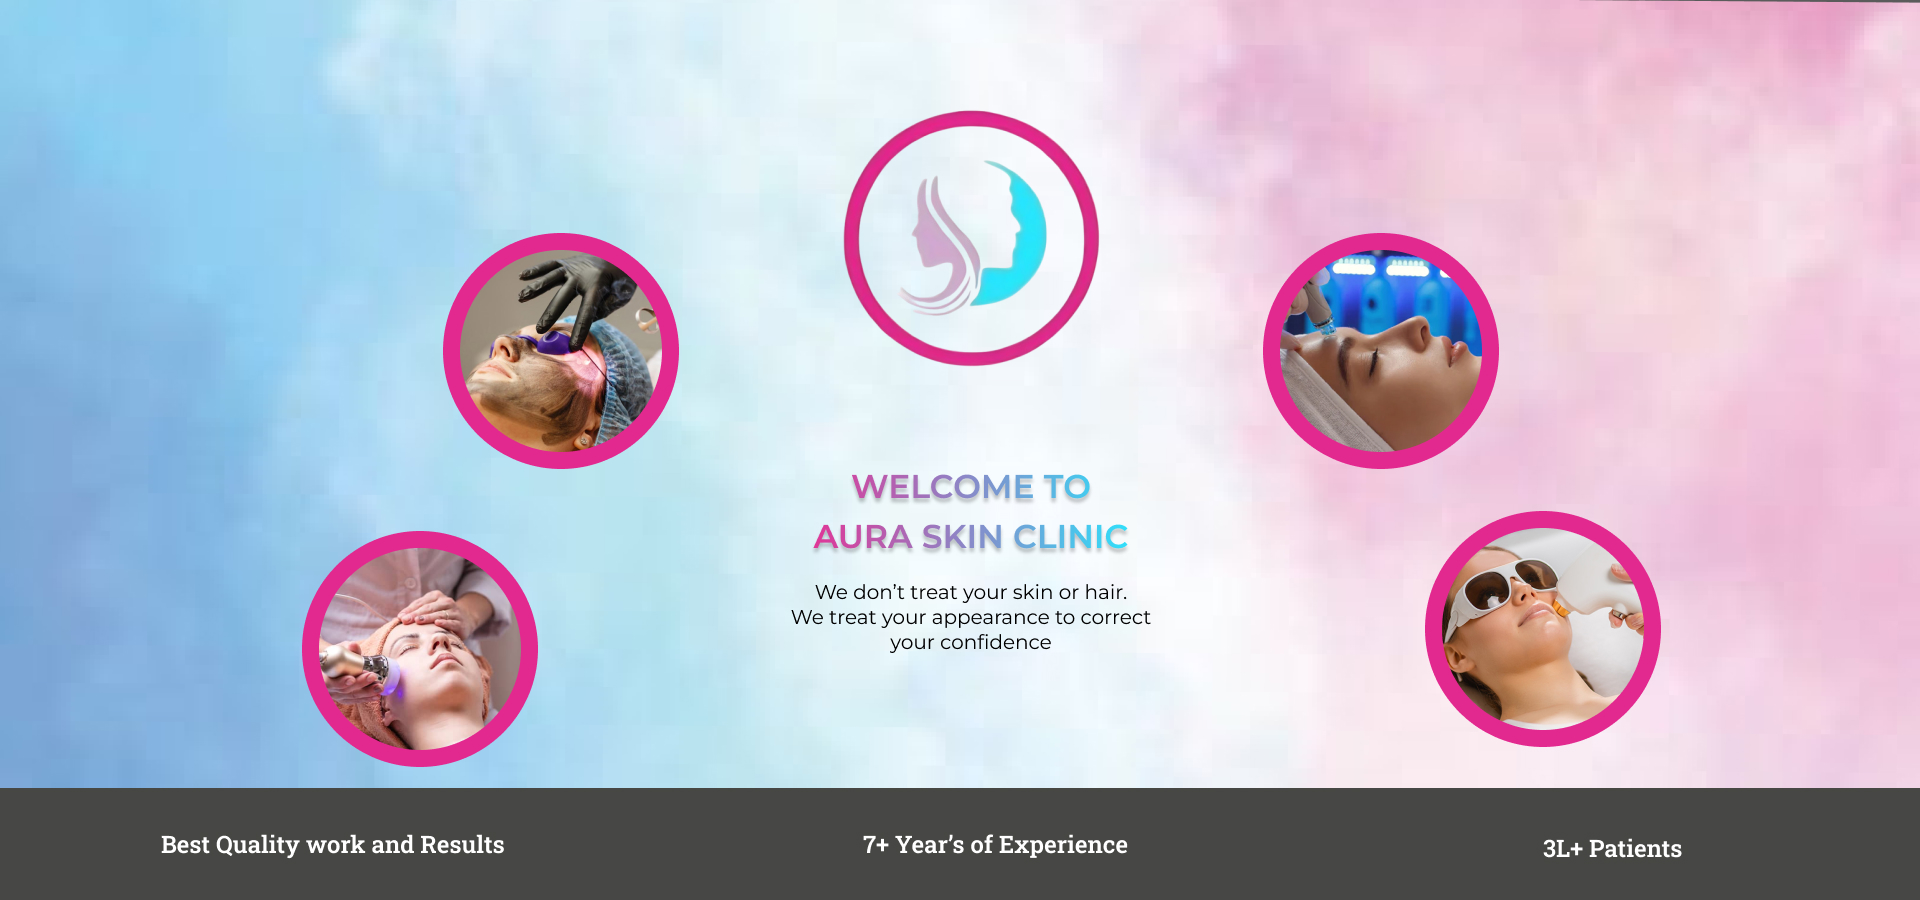 WELCOME TO
AURA SKIN CLINIC
We don’t treat your skin or hair.
We treat your appearance to correct
your confidence
Best Quality work and Results
7+ Year’s of Experience
3L+ Patients